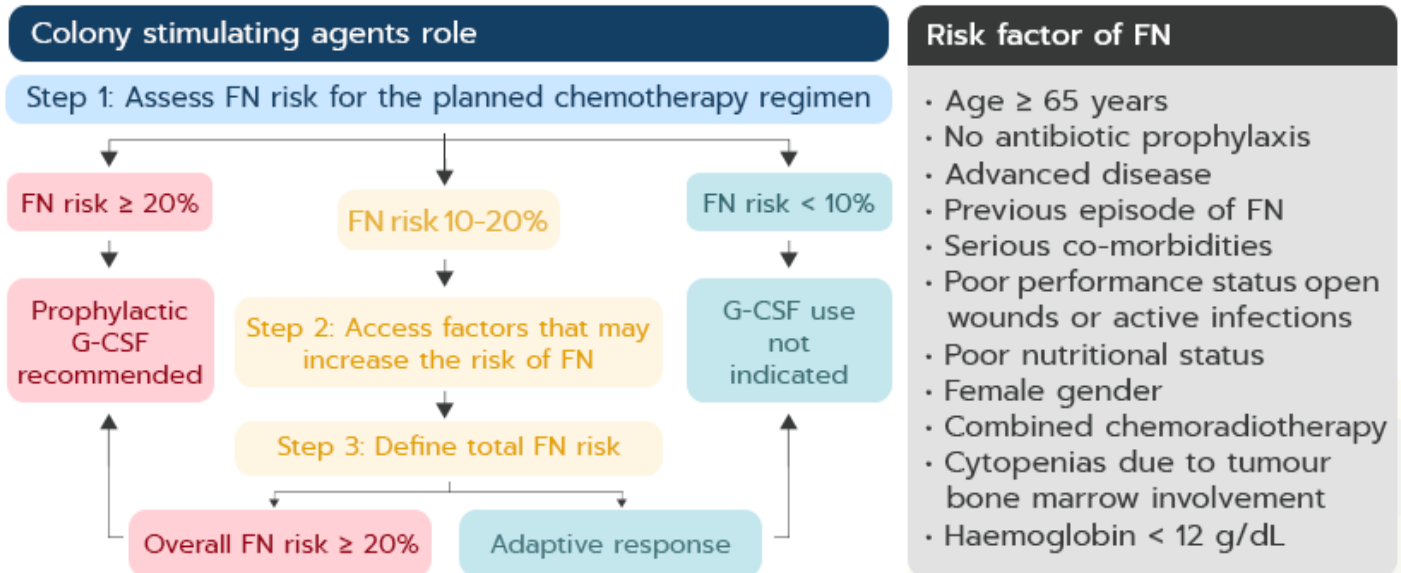 Colony stimulating agents role
Step 1: Assess FN risk for the planned chemotherapy regimen
FN risk ≥ 20%
FN risk 10-20%
FN risk < 10%
Prophylactic
G-CSF
recommended
Step 2: Access factors that may
increase the risk of FN
G-CSF use
not
indicated
Step 3: Define total FN risk
Overall FN risk ≥ 20%
Adaptive response
Risk factor of FN
· Age ≥ 65 years
· No antibiotic prophylaxis
· Advanced disease
· Previous episode of FN
· Serious co-morbidities
· Poor performance status open
wounds or active infections
· Poor nutritional status
· Female gender
· Combined chemoradiotherapy
· Cytopenias due to tumour
bone marrow involvement
· Haemoglobin < 12 g/dL